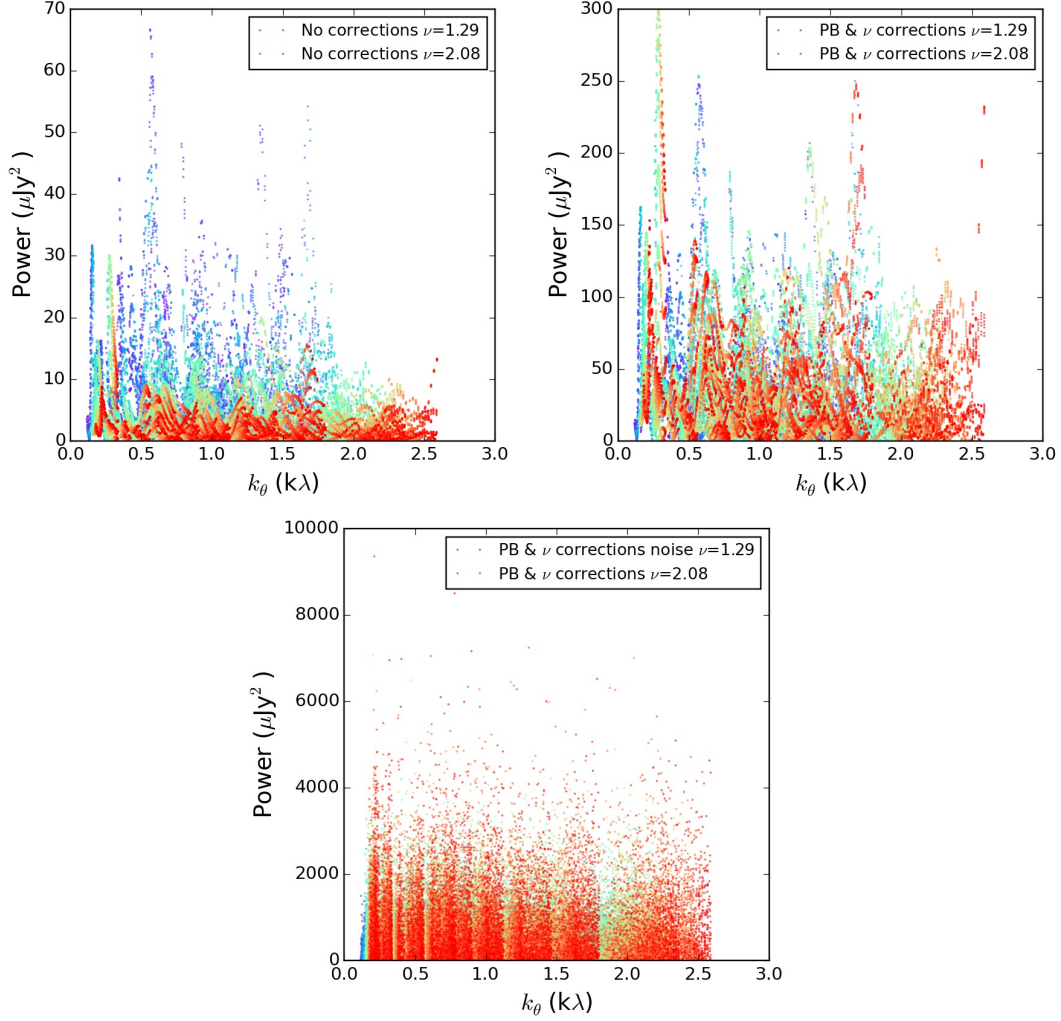 70
60
50
40
30
20
10
0
Power (μJy²)
0.0 0.5 1.0 1.5 2.0 2.5 3.0
k_θ (kλ)
No corrections ν=1.29
No corrections ν=2.08
300
250
200
150
100
50
0
Power (μJy²)
0.0 0.5 1.0 1.5 2.0 2.5 3.0
k_θ (kλ)
PB & ν corrections ν=1.29
PB & ν corrections ν=2.08
10000
8000
6000
4000
2000
0
Power (μJy²)
0.0 0.5 1.0 1.5 2.0 2.5 3.0
k_θ (kλ)
PB & ν corrections noise ν=1.29
PB & ν corrections ν=2.08